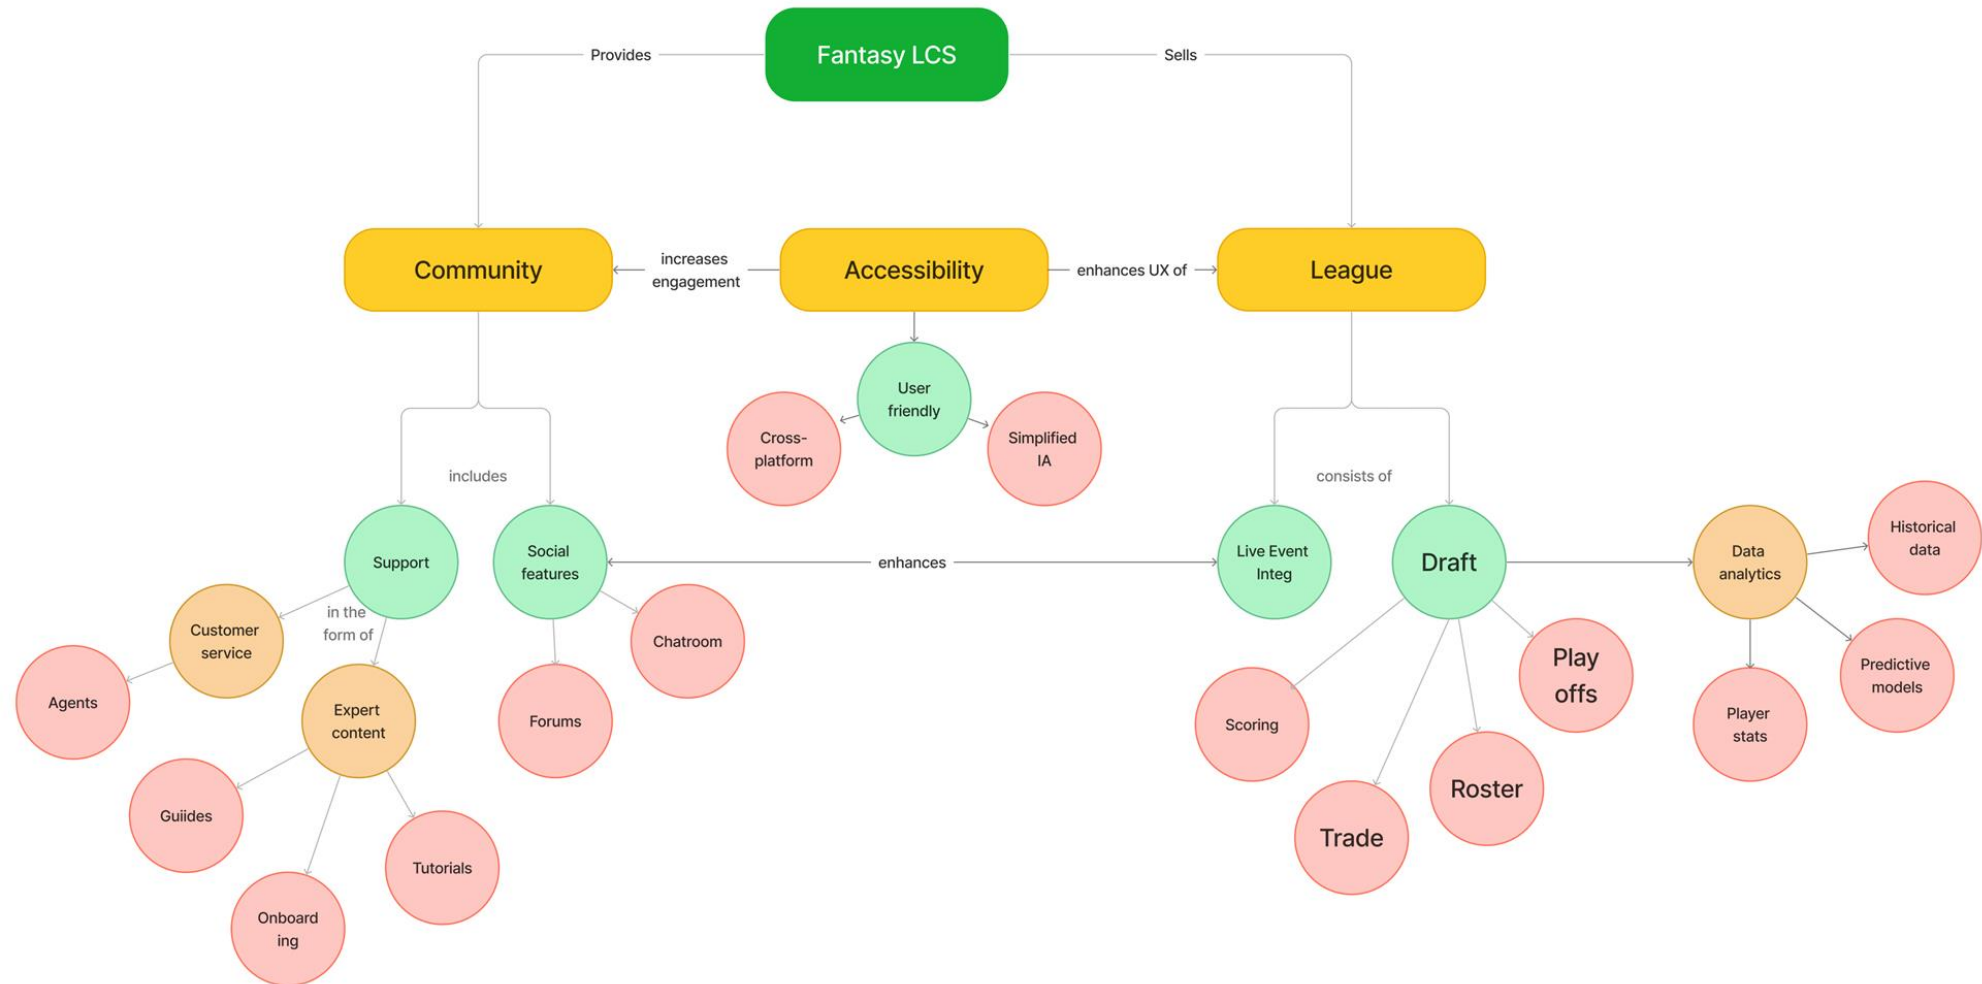 Fantasy LCS
Provides
Sells
Community
increases
engagement
Accessibility
enhances UX of
League
User
friendly
Cross-
platform
Simplified
IA
includes
consists of
Support
Social
features
enhances
Live Event
Integ
Draft
Data
analytics
Historical
data
in the
form of
Customer
service
Chatroom
Agents
Expert
content
Forums
Scoring
Play
offs
Player
stats
Predictive
models
Guiides
Tutorials
Onboard
ing
Trade
Roster